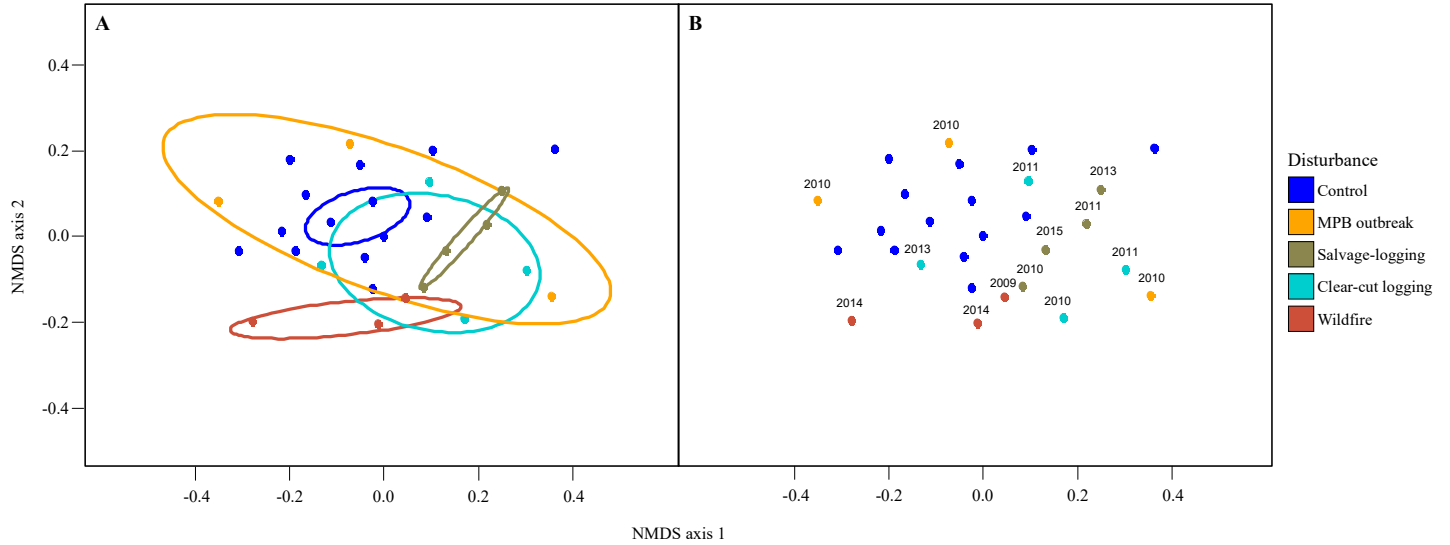 A
B
0.4
0.2
0.0
-0.2
-0.4
NMDS axis 2
2010
2011
2013
2010
2011
2015
2013
2011
2010
2009
2010
2014
2014
2010
Disturbance
Control
MPB outbreak
Salvage-logging
Clear-cut logging
Wildfire
-0.4 -0.2 0.0 0.2 0.4
-0.4 -0.2 0.0 0.2 0.4
NMDS axis 1